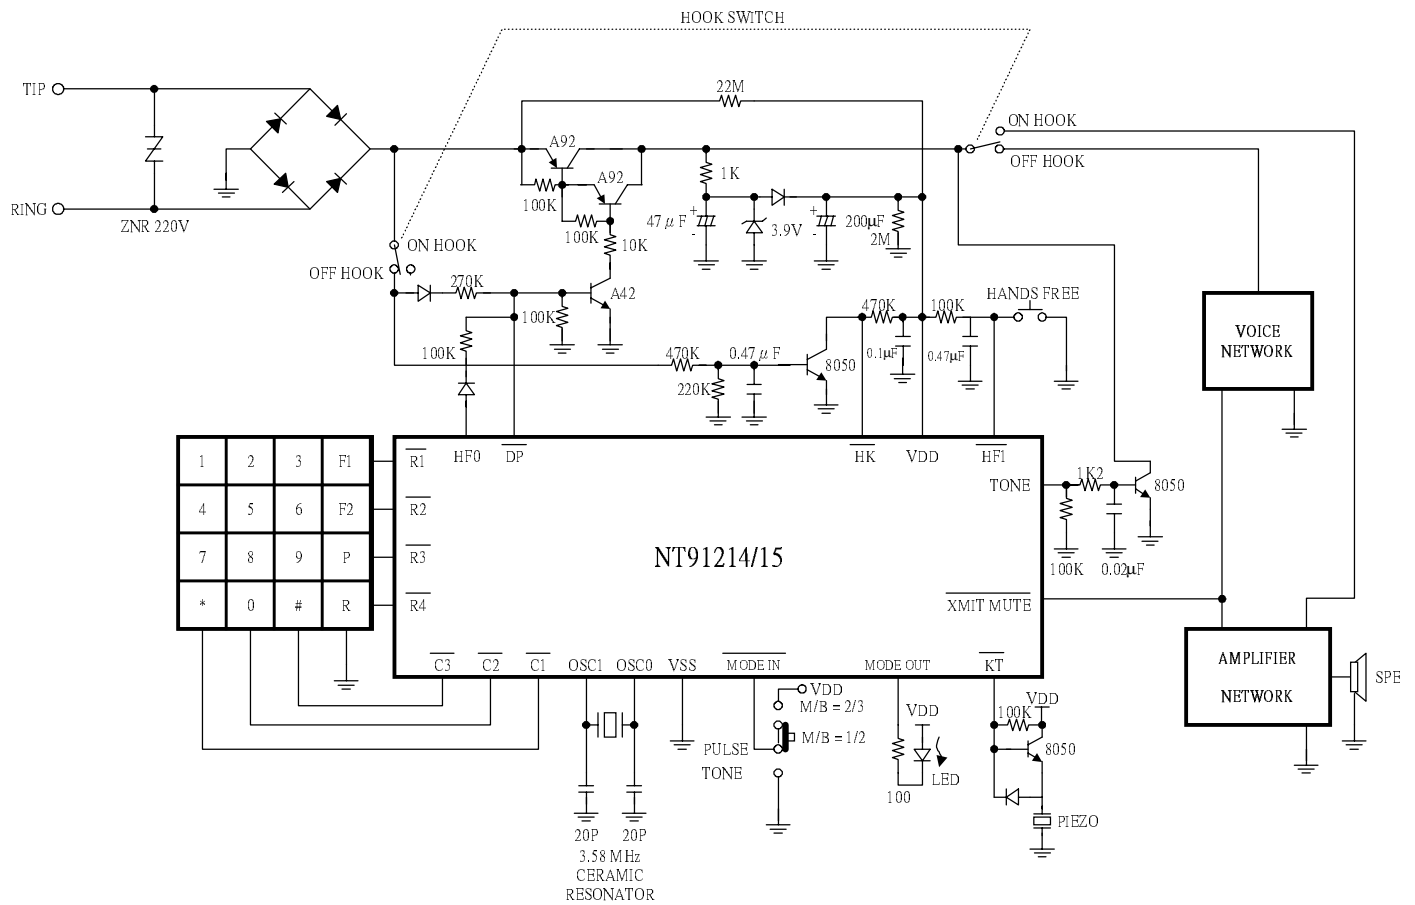 HOOK SWITCH
TIP
22M
ON HOOK
OFF HOOK
A92
A92
1K
100K
RING
ZNR 220V
47μF
+
-
3.9V
+
-
200μF
2M
100K
10K
ON HOOK
OFF HOOK
270K
A42
100K
HANDS FREE
470K
100K
100K
0.1μF
0.47μF
VOICE
NETWORK
470K
0.47μF
8050
220K
1
2
3
F1
4
5
6
F2
7
8
9
P
*
0
#
R
R1
R2
R3
R4
HF0
DP
HK
VDD
HF1
TONE
1K2
8050
100K
0.02μF
NT91214/15
XMIT MUTE
C3
C2
C1
OSC1
OSC0
VSS
MODE IN
MODE OUT
KT
AMPLIFIER
NETWORK
SPE
VDD
M/B = 2/3
M/B = 1/2
PULSE
TONE
VDD
LED
100
VDD
100K
8050
PIEZO
20P
20P
3.58 MHz
CERAMIC
RESONATOR